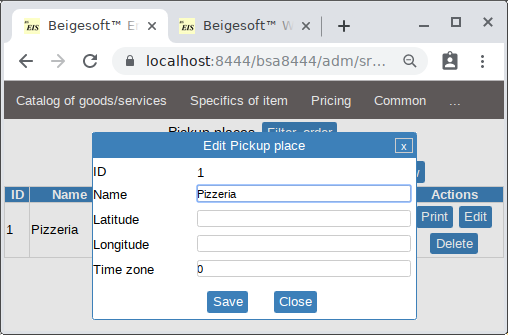 EIS Beigesoft™ En
EIS Beigesoft™ W
localhost:8444/bsa8444/adm/sr...
Catalog of goods/services Specifics of item Pricing Common ...
Pickup places Filter, order
Edit Pickup place x
ID 1
Name Pizzeria
Latitude
Longitude
Time zone 0
Save Close
ID Name Actions
1 Pizzeria Print Edit
Delete